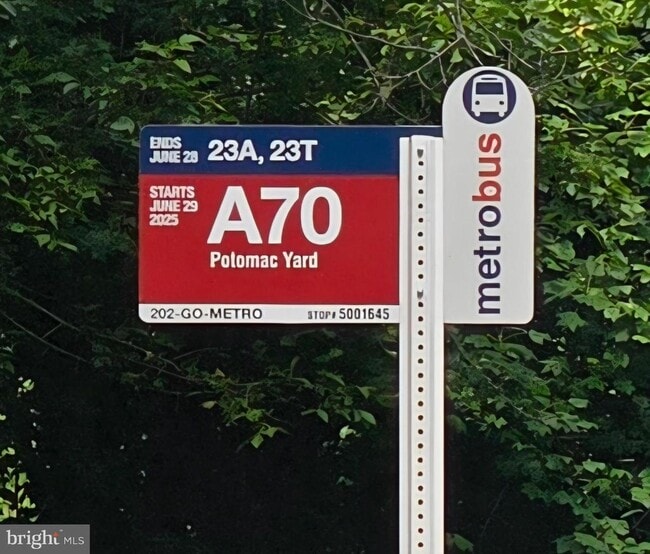 ENDS
JUNE 28
23A, 23T
STARTS
JUNE 29
2025
A70
Potomac Yard
202-GO-METRO
STOP# 5001645
metrobus
bright MLS